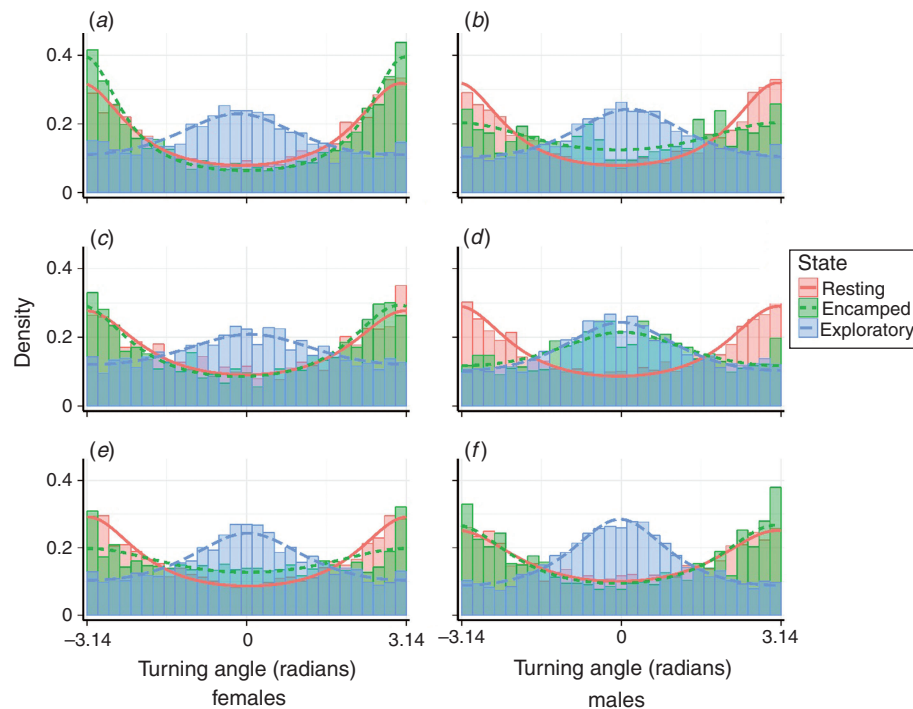 (a)
(b)
0.4
0.2
0
(c)
(d)
0.4
0.2
0
Density
State
Resting
Encamped
Exploratory
(e)
(f)
0.4
0.2
0
−3.14
0
3.14
−3.14
0
3.14
Turning angle (radians)
females
Turning angle (radians)
males